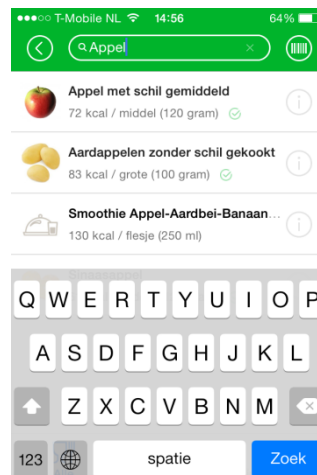 T-Mobile NL 14:56 64%
Appel
Appel met schil gemiddeld
72 kcal / middel (120 gram)
Aardappelen zonder schil gekookt
83 kcal / grote (100 gram)
Smoothie Appel-Aardbei-Banaan...
130 kcal / flesje (250 ml)
Sinaasappel
Q W E R T Y U I O P
A S D F G H J K L
Z X C V B N M
123 spatie Zoek